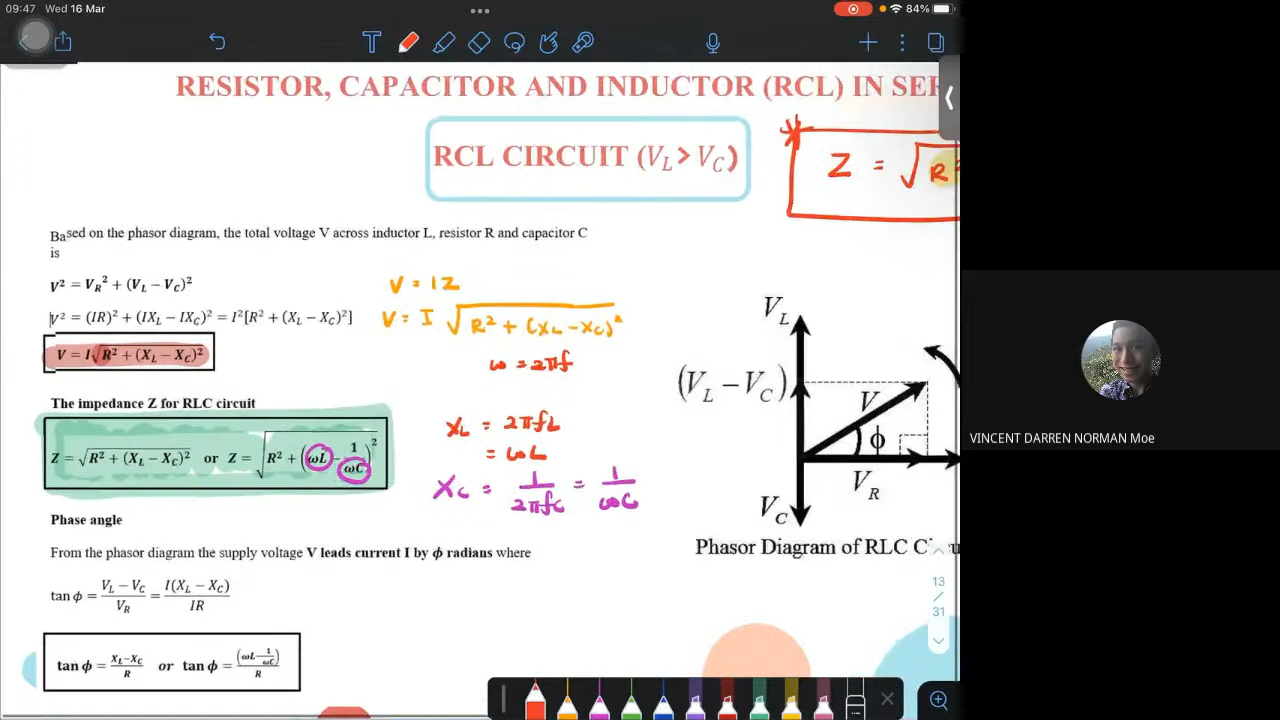 09:47 Wed 16 Mar
84%
RESISTOR, CAPACITOR AND INDUCTOR (RCL) IN SER
RCL CIRCUIT (V_L > V_C)
Z = √R²
Based on the phasor diagram, the total voltage V across inductor L, resistor R and capacitor C
is
V² = V_R² + (V_L − V_C)²
V = IZ
V² = (IR)² + (IX_L − IX_C)² = I²[R² + (X_L − X_C)²]
V = I √R² + (X_L − X_C)²
V = I√R² + (X_L − X_C)²
ω = 2πf
The impedance Z for RLC circuit
Z = √R² + (X_L − X_C)² or Z = √R² + (ωL − 1/ωC)²
X_L = 2πfL
= ωL
X_C = 1/2πfC = 1/ωC
Phase angle
From the phasor diagram the supply voltage V leads current I by ϕ radians where
tan ϕ = V_L − V_C/V_R = I(X_L − X_C)/IR
tan ϕ = X_L−X_C/R or tan ϕ = (ωL−1/ωC)/R
V_L
(V_L − V_C)
V
ϕ
V_R
V_C
Phasor Diagram of RLC Circu
13
/
31
VINCENT DARREN NORMAN Moe